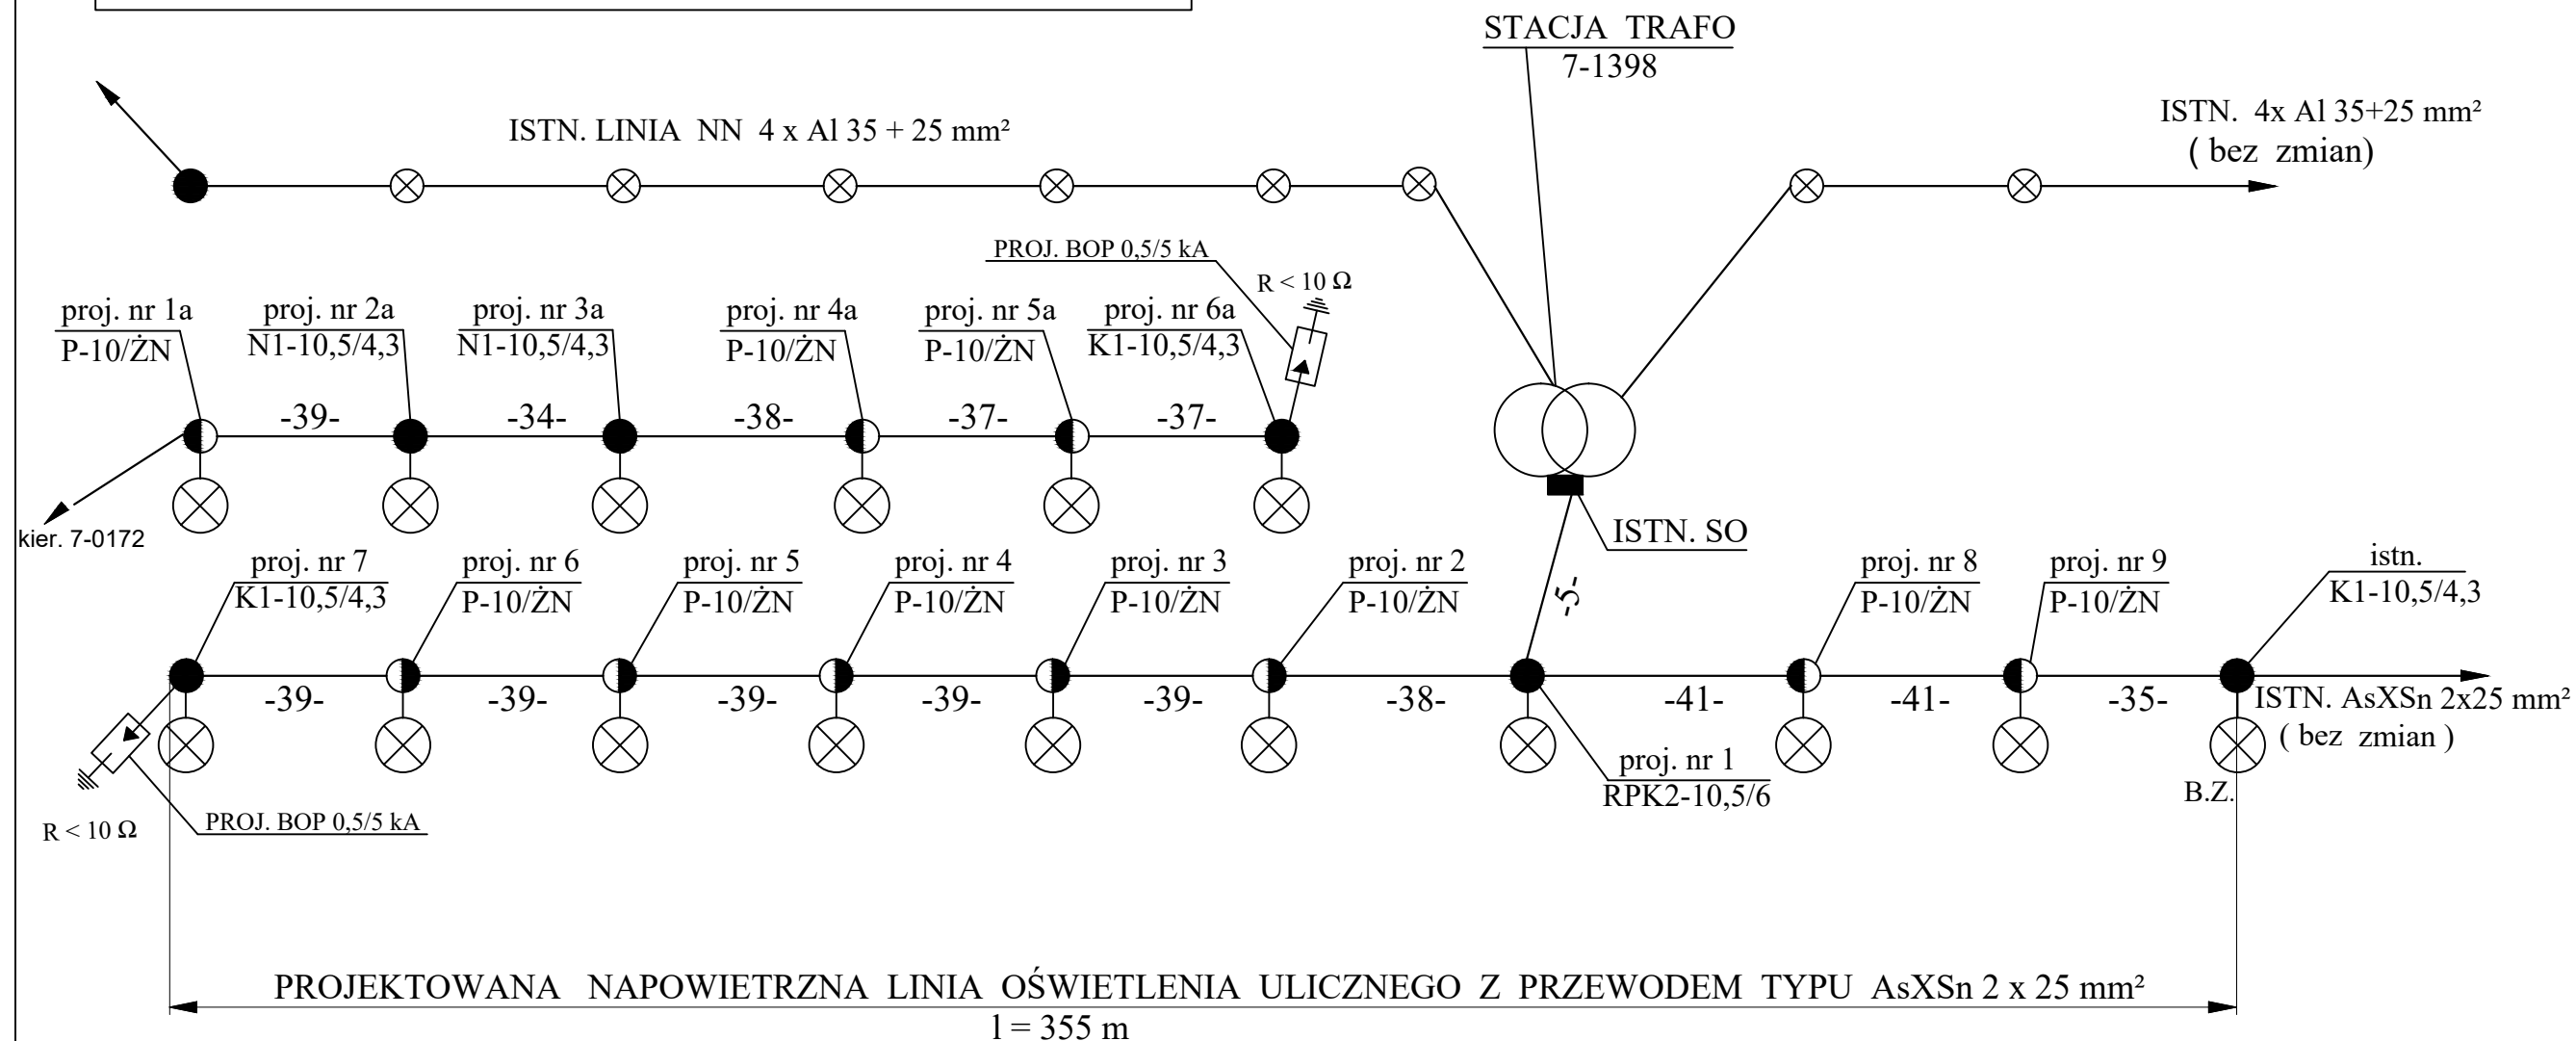 STACJA TRAFO
7-1398
ISTN. LINIA NN 4 x Al 35 + 25 mm²
ISTN. 4x Al 35+25 mm²
( bez zmian)
PROJ. BOP 0,5/5 kA
R < 10 Ω
proj. nr 1a
P-10/ŻN
proj. nr 2a
N1-10,5/4,3
proj. nr 3a
N1-10,5/4,3
proj. nr 4a
P-10/ŻN
proj. nr 5a
P-10/ŻN
proj. nr 6a
K1-10,5/4,3
-39-
-34-
-38-
-37-
-37-
kier. 7-0172
ISTN. SO
-5-
proj. nr 7
K1-10,5/4,3
proj. nr 6
P-10/ŻN
proj. nr 5
P-10/ŻN
proj. nr 4
P-10/ŻN
proj. nr 3
P-10/ŻN
proj. nr 2
P-10/ŻN
proj. nr 8
P-10/ŻN
proj. nr 9
P-10/ŻN
istn.
K1-10,5/4,3
-39-
-39-
-39-
-39-
-39-
-38-
-41-
-41-
-35-
ISTN. AsXSn 2x25 mm²
( bez zmian )
proj. nr 1
RPK2-10,5/6
B.Z.
R < 10 Ω
PROJ. BOP 0,5/5 kA
PROJEKTOWANA NAPOWIETRZNA LINIA OŚWIETLENIA ULICZNEGO Z PRZEWODEM TYPU AsXSn 2 x 25 mm²
l = 355 m